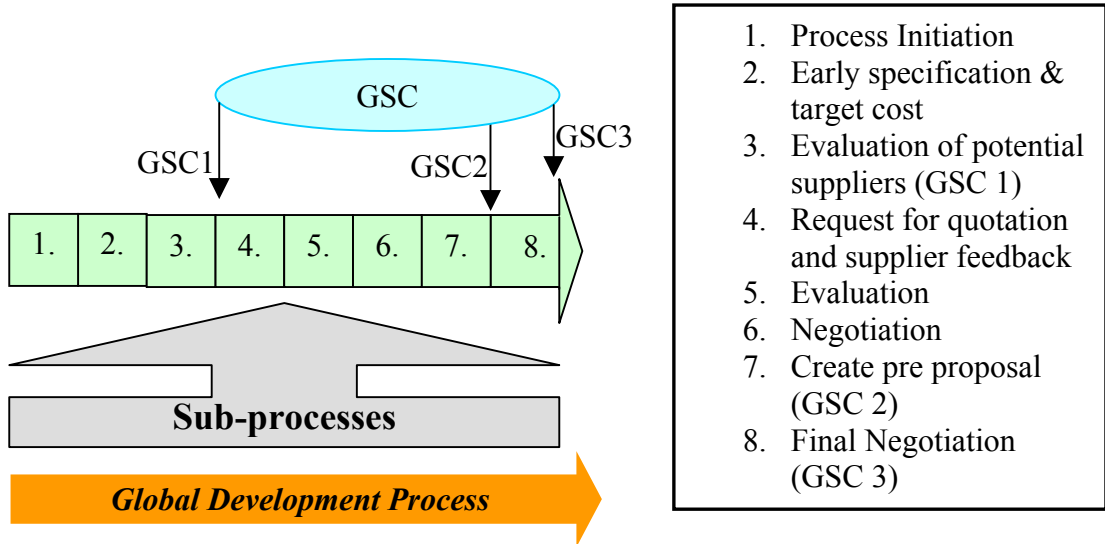 GSC
GSC1
GSC2
GSC3
1. 2. 3. 4. 5. 6. 7. 8.
Sub-processes
Global Development Process
1. Process Initiation
2. Early specification &
target cost
3. Evaluation of potential
suppliers (GSC 1)
4. Request for quotation
and supplier feedback
5. Evaluation
6. Negotiation
7. Create pre proposal
(GSC 2)
8. Final Negotiation
(GSC 3)